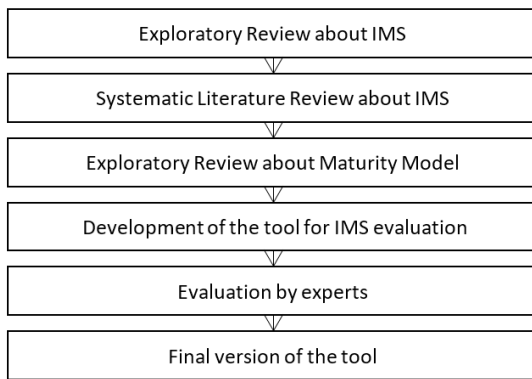 Exploratory Review about IMS
Systematic Literature Review about IMS
Exploratory Review about Maturity Model
Development of the tool for IMS evaluation
Evaluation by experts
Final version of the tool